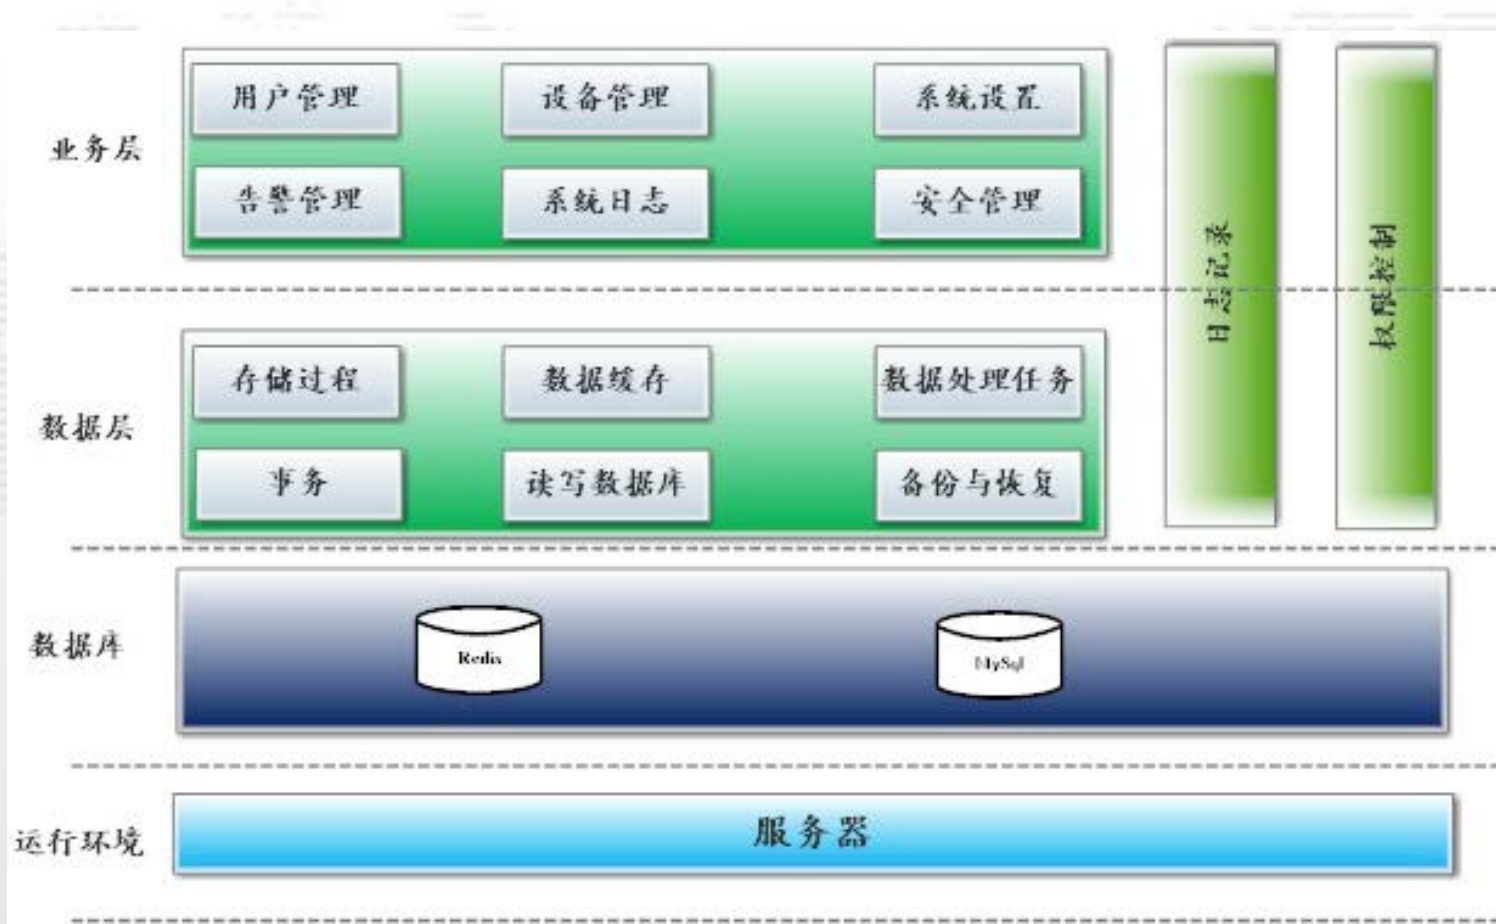 用户管理
设备管理
系统设置
业务层
告警管理
系统日志
安全管理
日志记录
权限控制
存储过程
数据缓存
数据处理任务
数据层
事务
读写数据库
备份与恢复
数据库
Redis
MySql
运行环境
服务器